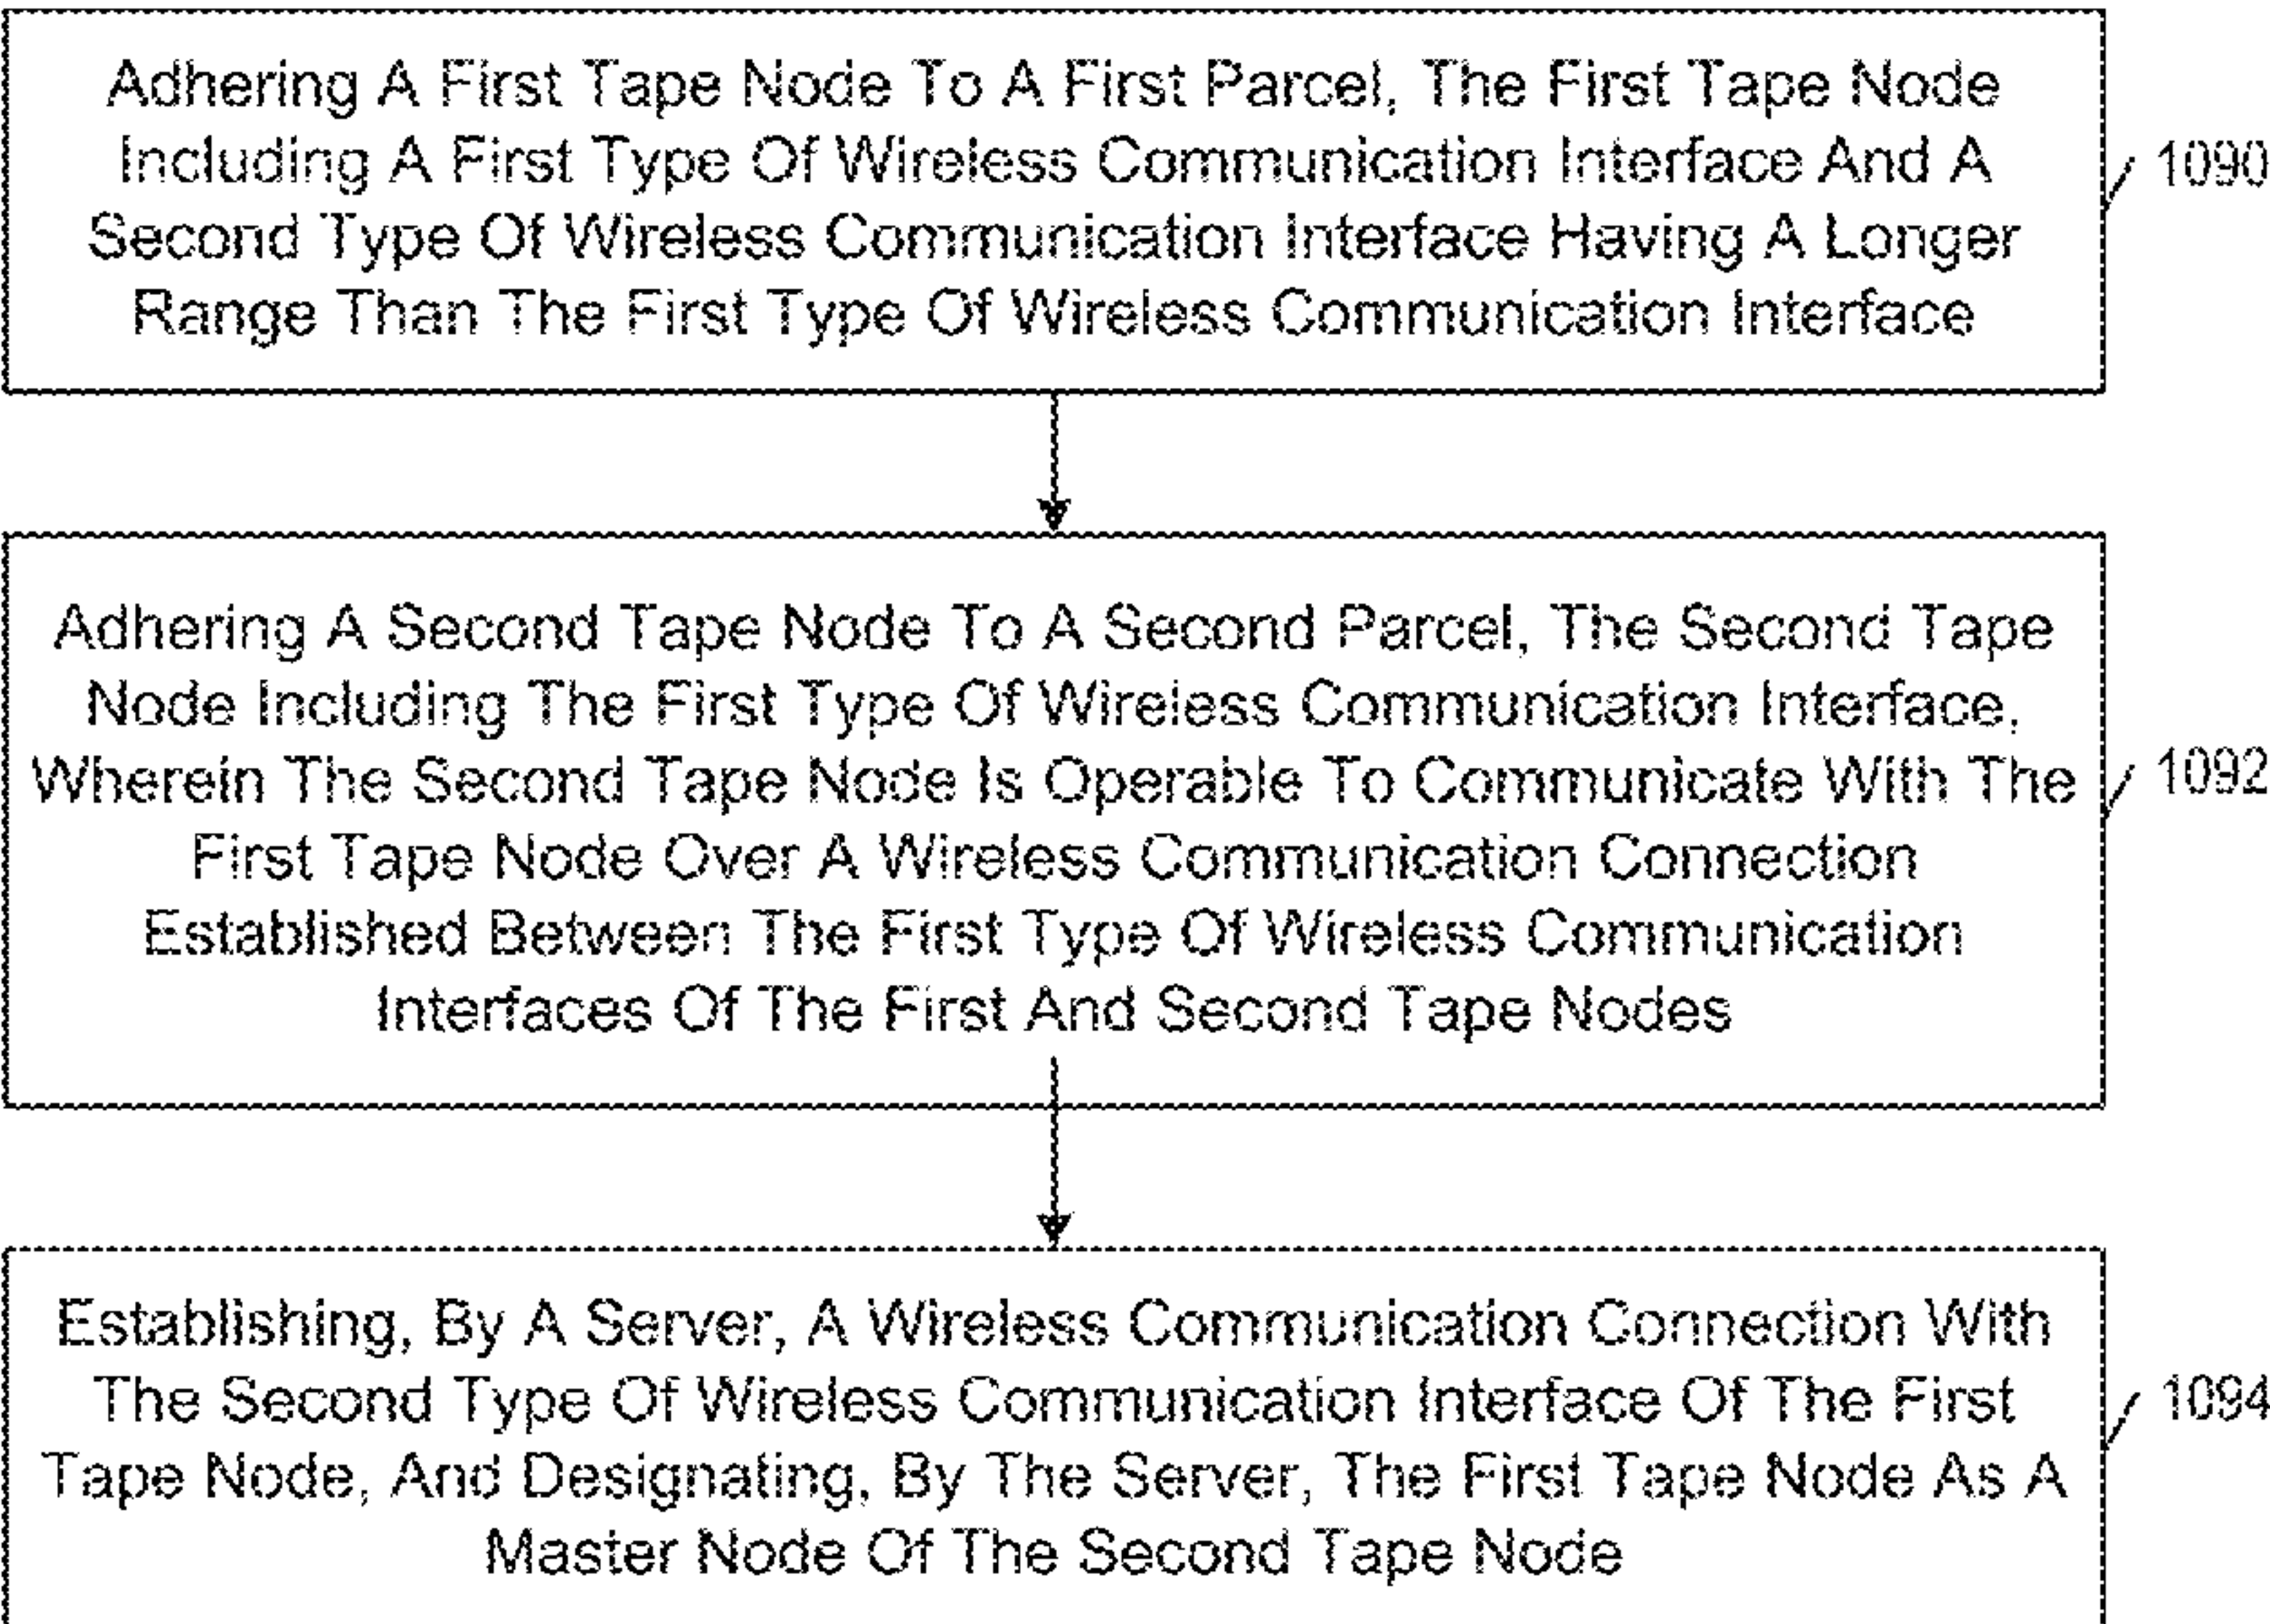 Adhering A First Tape Node To A First Parcel, The First Tape Node
Including A First Type Of Wireless Communication Interface And A
Second Type Of Wireless Communication Interface Having A Longer
Range Than The First Type Of Wireless Communication Interface
1090
Adhering A Second Tape Node To A Second Parcel, The Second Tape
Node Including The First Type Of Wireless Communication Interface,
Wherein The Second Tape Node Is Operable To Communicate With The
First Tape Node Over A Wireless Communication Connection
Established Between The First Type Of Wireless Communication
Interfaces Of The First And Second Tape Nodes
1092
Establishing, By A Server, A Wireless Communication Connection With
The Second Type Of Wireless Communication Interface Of The First
Tape Node, And Designating, By The Server, The First Tape Node As A
Master Node Of The Second Tape Node
1094